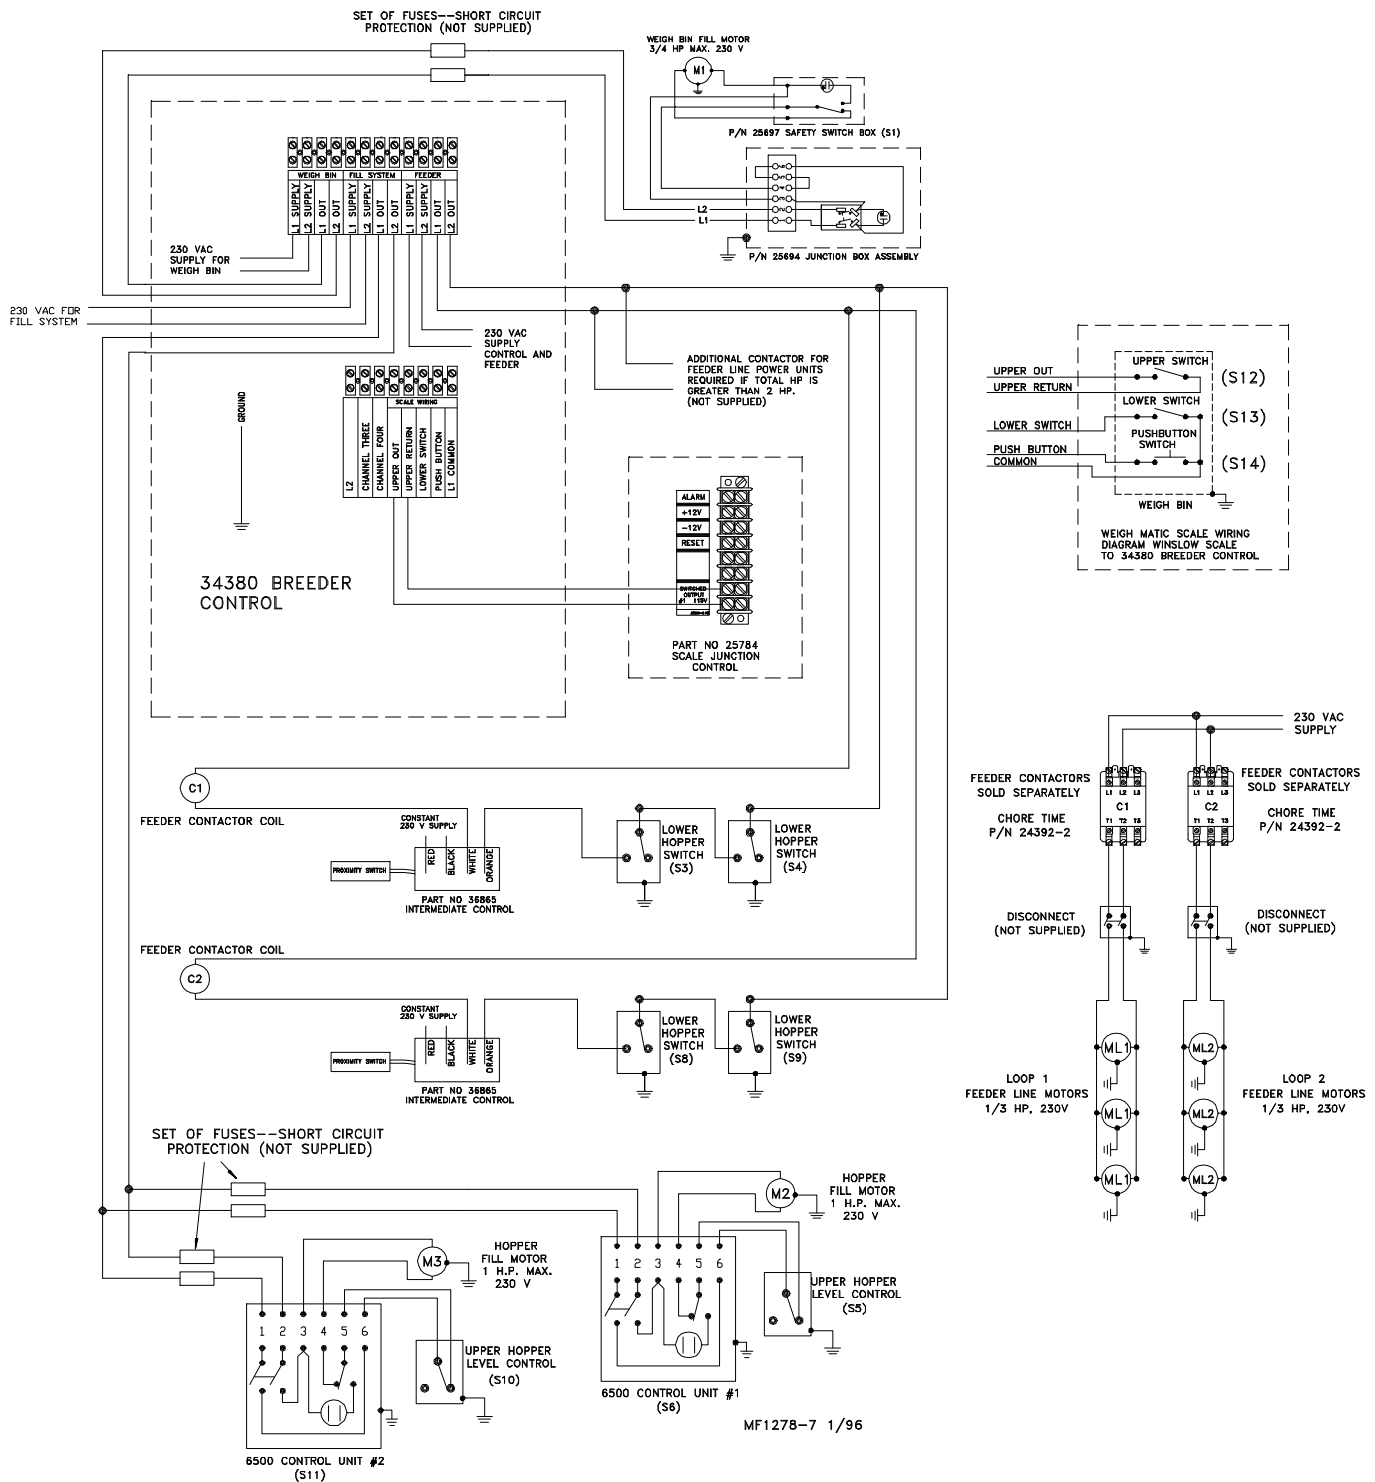 SET OF FUSES--SHORT CIRCUIT
PROTECTION (NOT SUPPLIED)
WEIGH BIN FILL MOTOR
3/4 HP MAX. 230 V
M1
P/N 25697 SAFETY SWITCH BOX (S1)
WEIGH BIN
FILL SYSTEM
FEEDER
L1 SUPPLY
L2 SUPPLY
L1 OUT
L2 OUT
L1 SUPPLY
L2 SUPPLY
L1 OUT
L2 OUT
L1 SUPPLY
L2 SUPPLY
L1 OUT
L2 OUT
L2
L1
P/N 25694 JUNCTION BOX ASSEMBLY
230 VAC
SUPPLY FOR
WEIGH BIN
230 VAC FOR
FILL SYSTEM
230 VAC
SUPPLY
CONTROL AND
FEEDER
ADDITIONAL CONTACTOR FOR
FEEDER LINE POWER UNITS
REQUIRED IF TOTAL HP IS
GREATER THAN 2 HP.
(NOT SUPPLIED)
GROUND
SCALE WIRING
L2
CHANNEL THREE
CHANNEL FOUR
UPPER OUT
UPPER RETURN
LOWER SWITCH
PUSH BUTTON
L1 COMMON
UPPER OUT
UPPER RETURN
LOWER SWITCH
PUSH BUTTON
COMMON
UPPER SWITCH
LOWER SWITCH
PUSHBUTTON
SWITCH
(S12)
(S13)
(S14)
WEIGH BIN
WEIGH MATIC SCALE WIRING
DIAGRAM WINSLOW SCALE
TO 34380 BREEDER CONTROL
ALARM
+12V
-12V
RESET
SWITCHED
OUTPUT
#1 115V
PART NO 25784
SCALE JUNCTION
CONTROL
34380 BREEDER
CONTROL
230 VAC
SUPPLY
FEEDER CONTACTORS
SOLD SEPARATELY
CHORE TIME
P/N 24392-2
L1 L2 L3
C1
T1 T2 T3
L1 L2 L3
C2
T1 T2 T3
FEEDER CONTACTORS
SOLD SEPARATELY
CHORE TIME
P/N 24392-2
C1
FEEDER CONTACTOR COIL
CONSTANT
230 V SUPPLY
PROXIMITY SWITCH
RED
BLACK
WHITE
ORANGE
PART NO 36865
INTERMEDIATE CONTROL
LOWER
HOPPER
SWITCH
(S3)
LOWER
HOPPER
SWITCH
(S4)
DISCONNECT
(NOT SUPPLIED)
DISCONNECT
(NOT SUPPLIED)
FEEDER CONTACTOR COIL
C2
CONSTANT
230 V SUPPLY
PROXIMITY SWITCH
RED
BLACK
WHITE
ORANGE
PART NO 36865
INTERMEDIATE CONTROL
LOWER
HOPPER
SWITCH
(S8)
LOWER
HOPPER
SWITCH
(S9)
ML1
ML1
ML1
ML2
ML2
ML2
LOOP 1
FEEDER LINE MOTORS
1/3 HP, 230V
LOOP 2
FEEDER LINE MOTORS
1/3 HP, 230V
SET OF FUSES--SHORT CIRCUIT
PROTECTION (NOT SUPPLIED)
M2
HOPPER
FILL MOTOR
1 H.P. MAX.
230 V
1 2 3 4 5 6
UPPER HOPPER
LEVEL CONTROL
(S5)
6500 CONTROL UNIT #1
(S6)
M3
HOPPER
FILL MOTOR
1 H.P. MAX.
230 V
1 2 3 4 5 6
UPPER HOPPER
LEVEL CONTROL
(S10)
6500 CONTROL UNIT #2
(S11)
MF1278-7 1/96